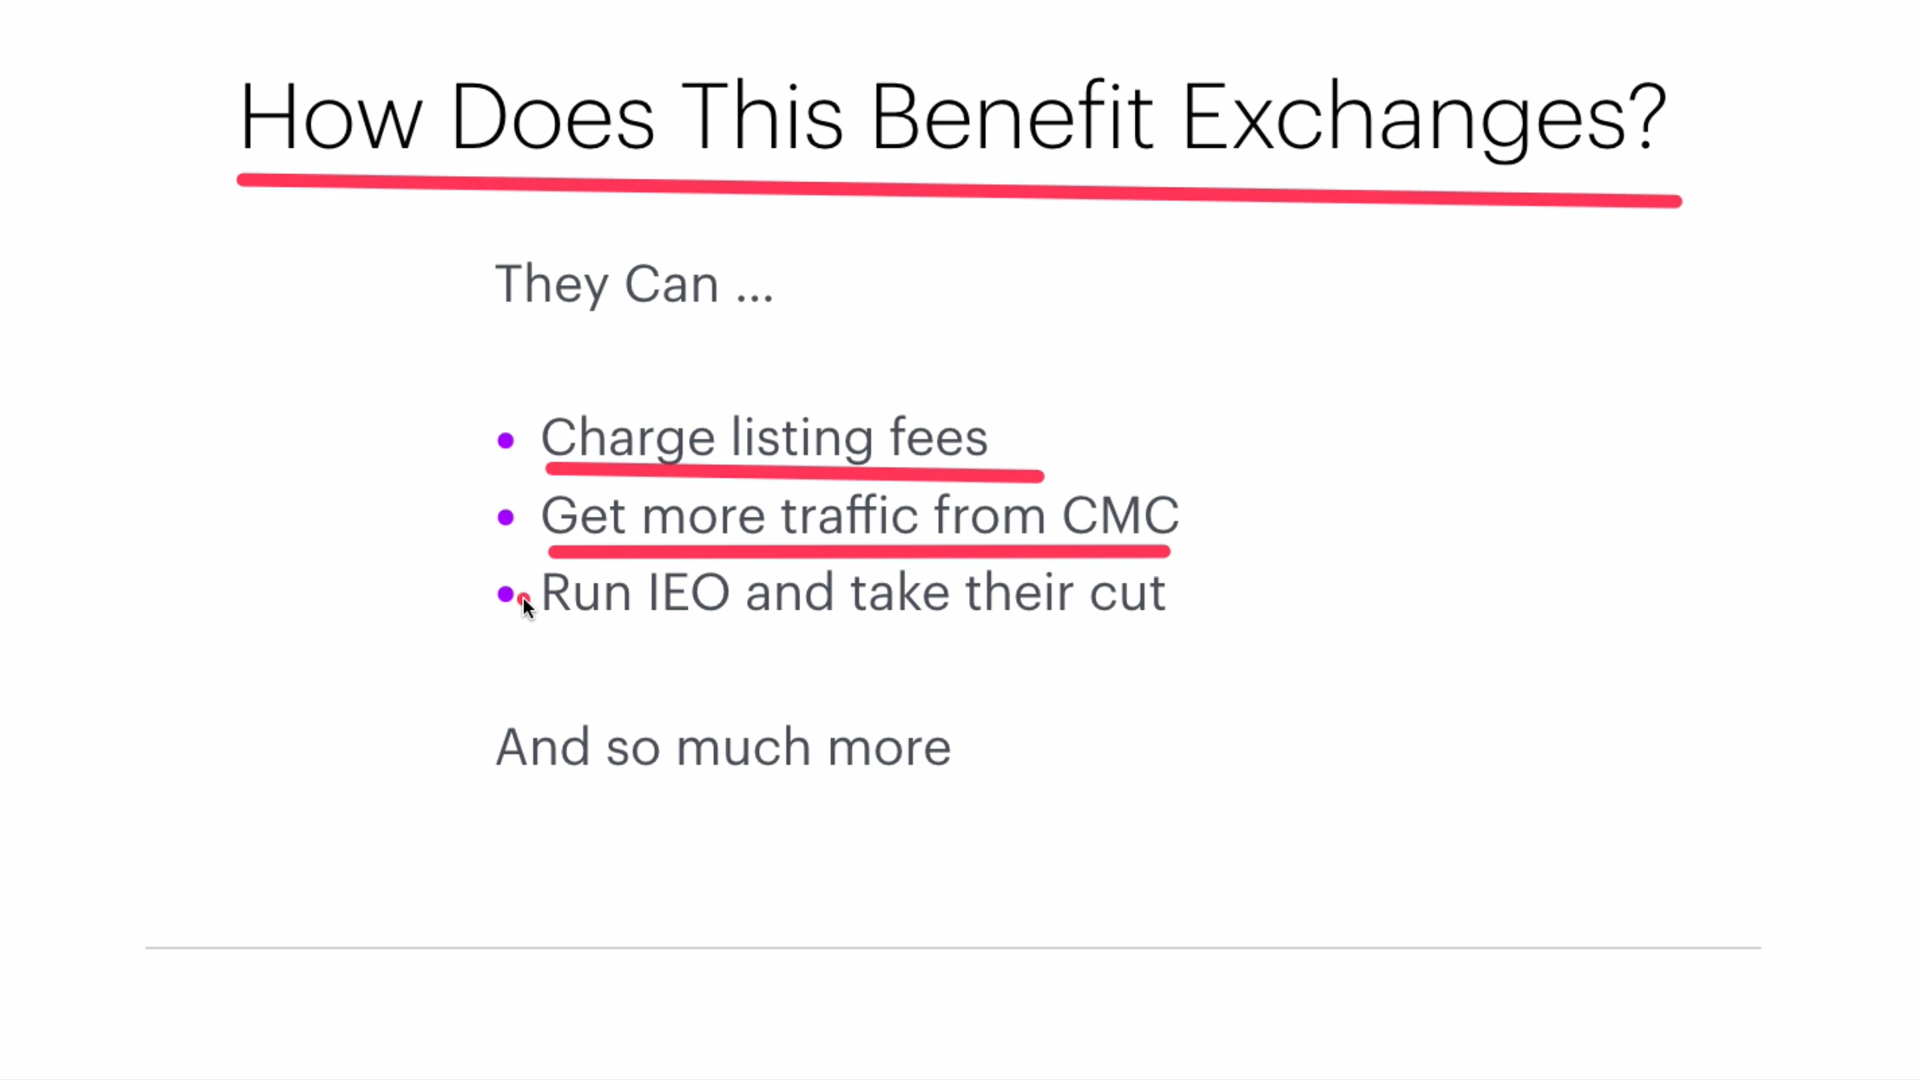 How Does This Benefit Exchanges?
They Can ...
Charge listing fees
Get more traffic from CMC
Run IEO and take their cut
And so much more